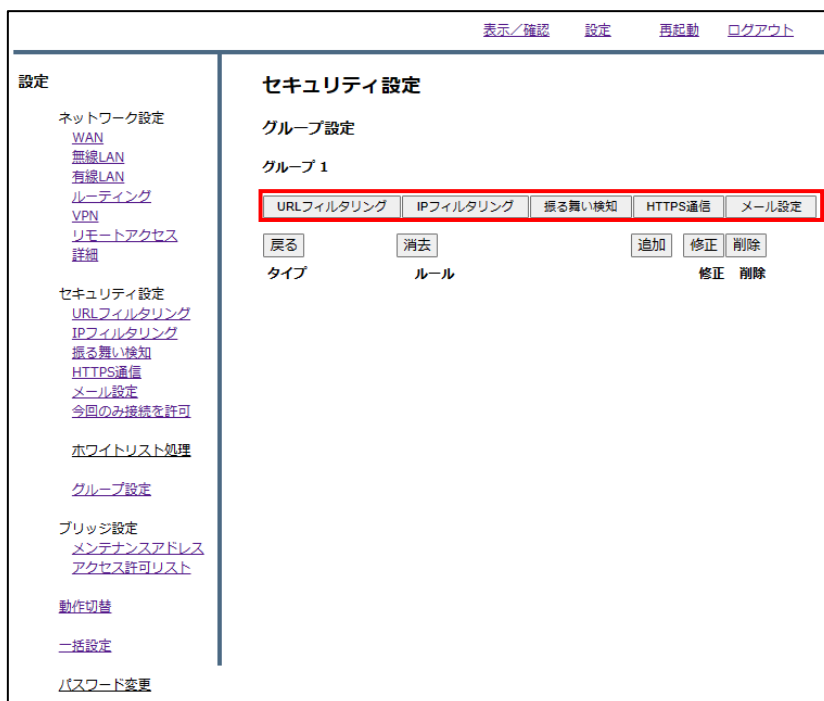 表示／確認 設定 再起動 ログアウト
設定
ネットワーク設定
WAN
無線LAN
有線LAN
ルーティング
VPN
リモートアクセス
詳細
セキュリティ設定
URLフィルタリング
IPフィルタリング
振る舞い検知
HTTPS通信
メール設定
今回のみ接続を許可
ホワイトリスト処理
グループ設定
ブリッジ設定
メンテナンスアドレス
アクセス許可リスト
動作切替
一括設定
パスワード変更
セキュリティ設定
グループ設定
グループ 1
URLフィルタリング IPフィルタリング 振る舞い検知 HTTPS通信 メール設定
戻る 消去 追加 修正 削除
タイプ ルール 修正 削除